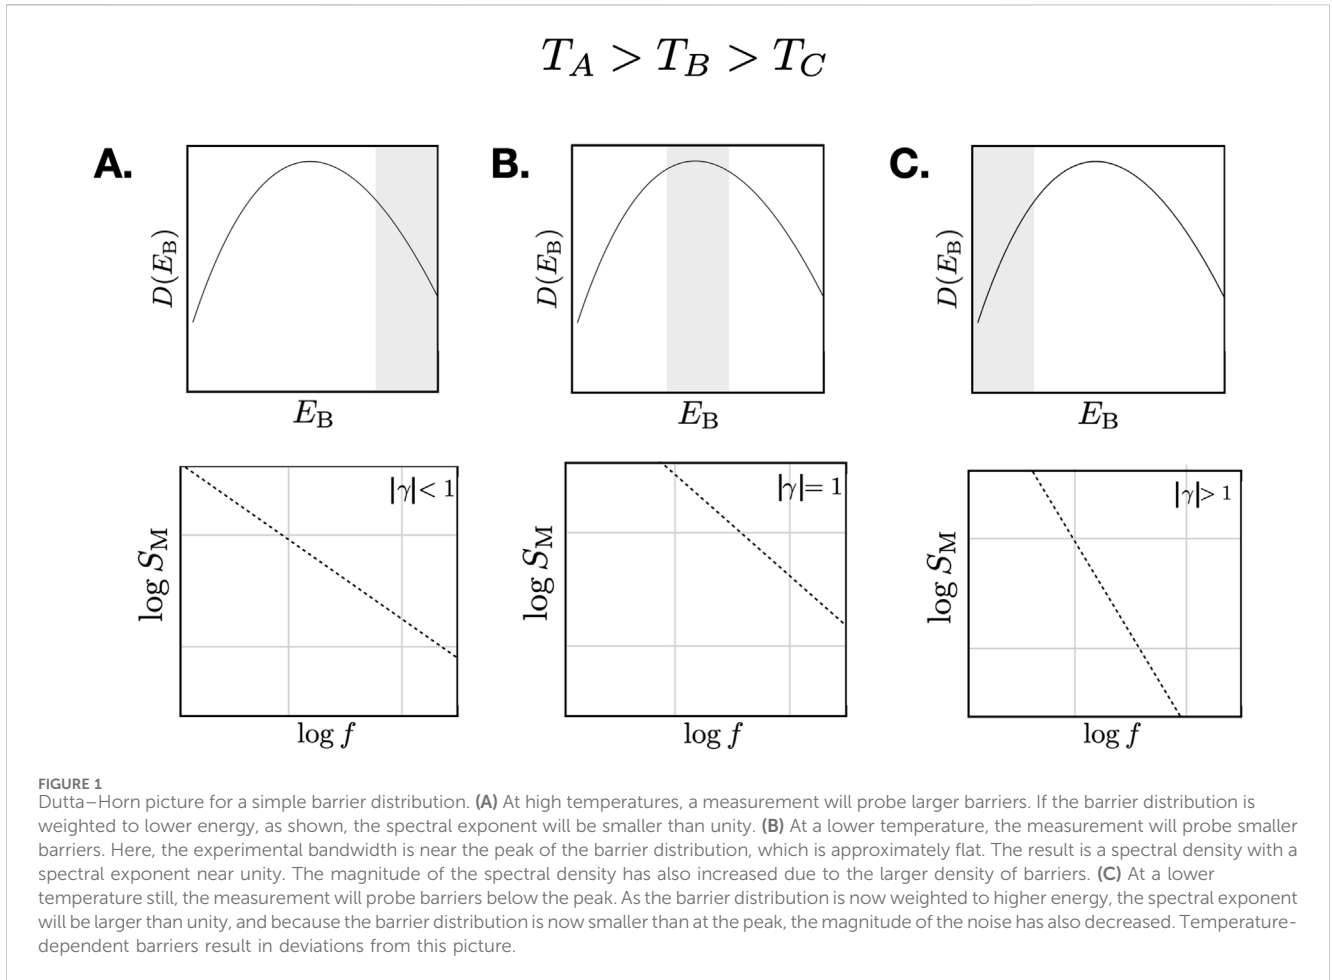 T_A > T_B > T_C
A.
B.
C.
D(E_B)
D(E_B)
D(E_B)
E_B
E_B
E_B
|γ|< 1
|γ|= 1
|γ|> 1
log S_M
log S_M
log S_M
log f
log f
log f
FIGURE 1
Dutta–Horn picture for a simple barrier distribution. (A) At high temperatures, a measurement will probe larger barriers. If the barrier distribution is
weighted to lower energy, as shown, the spectral exponent will be smaller than unity. (B) At a lower temperature, the measurement will probe smaller
barriers. Here, the experimental bandwidth is near the peak of the barrier distribution, which is approximately flat. The result is a spectral density with a
spectral exponent near unity. The magnitude of the spectral density has also increased due to the larger density of barriers. (C) At a lower
temperature still, the measurement will probe barriers below the peak. As the barrier distribution is now weighted to higher energy, the spectral exponent
will be larger than unity, and because the barrier distribution is now smaller than at the peak, the magnitude of the noise has also decreased. Temperature-
dependent barriers result in deviations from this picture.